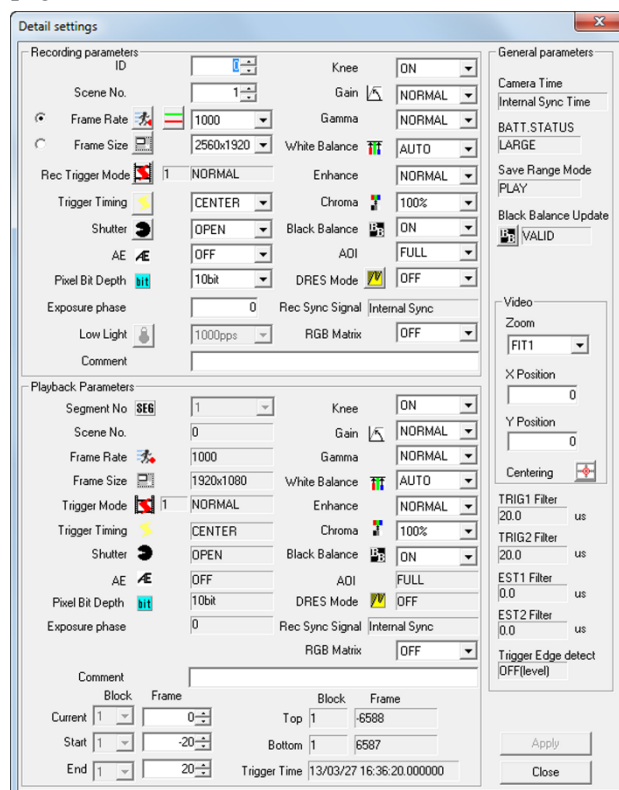 Detail settings
Recording parameters
ID 0
Scene No. 1
Frame Rate 1000
Frame Size 2560x1920
Rec Trigger Mode 1 NORMAL
Trigger Timing CENTER
Shutter OPEN
AE Æ OFF
Pixel Bit Depth bit 10bit
Exposure phase 0
Low Light 1000pps
Comment
Knee ON
Gain NORMAL
Gamma NORMAL
White Balance AUTO
Enhance NORMAL
Chroma 100%
Black Balance BB ON
AOI FULL
DRES Mode OFF
Rec Sync Signal Internal Sync
RGB Matrix OFF
Playback Parameters
Segment No SEG 1
Scene No. 0
Frame Rate 1000
Frame Size 1920x1080
Trigger Mode 1 NORMAL
Trigger Timing CENTER
Shutter OPEN
AE Æ OFF
Pixel Bit Depth bit 10bit
Exposure phase 0
Comment
Knee ON
Gain NORMAL
Gamma NORMAL
White Balance AUTO
Enhance NORMAL
Chroma 100%
Black Balance BB ON
AOI FULL
DRES Mode OFF
Rec Sync Signal Internal Sync
RGB Matrix OFF
Block Frame
Current 1 0
Start 1 -20
End 1 20
Block Frame
Top 1 -6588
Bottom 1 6587
Trigger Time 13/03/27 16:36:20.000000
General parameters
Camera Time
Internal Sync Time
BATT.STATUS
LARGE
Save Range Mode
PLAY
Black Balance Update
BB VALID
Video
Zoom
FIT1
X Position
0
Y Position
0
Centering
TRIG1 Filter
20.0 us
TRIG2 Filter
20.0 us
EST1 Filter
0.0 us
EST2 Filter
0.0 us
Trigger Edge detect
OFF(level)
Apply
Close